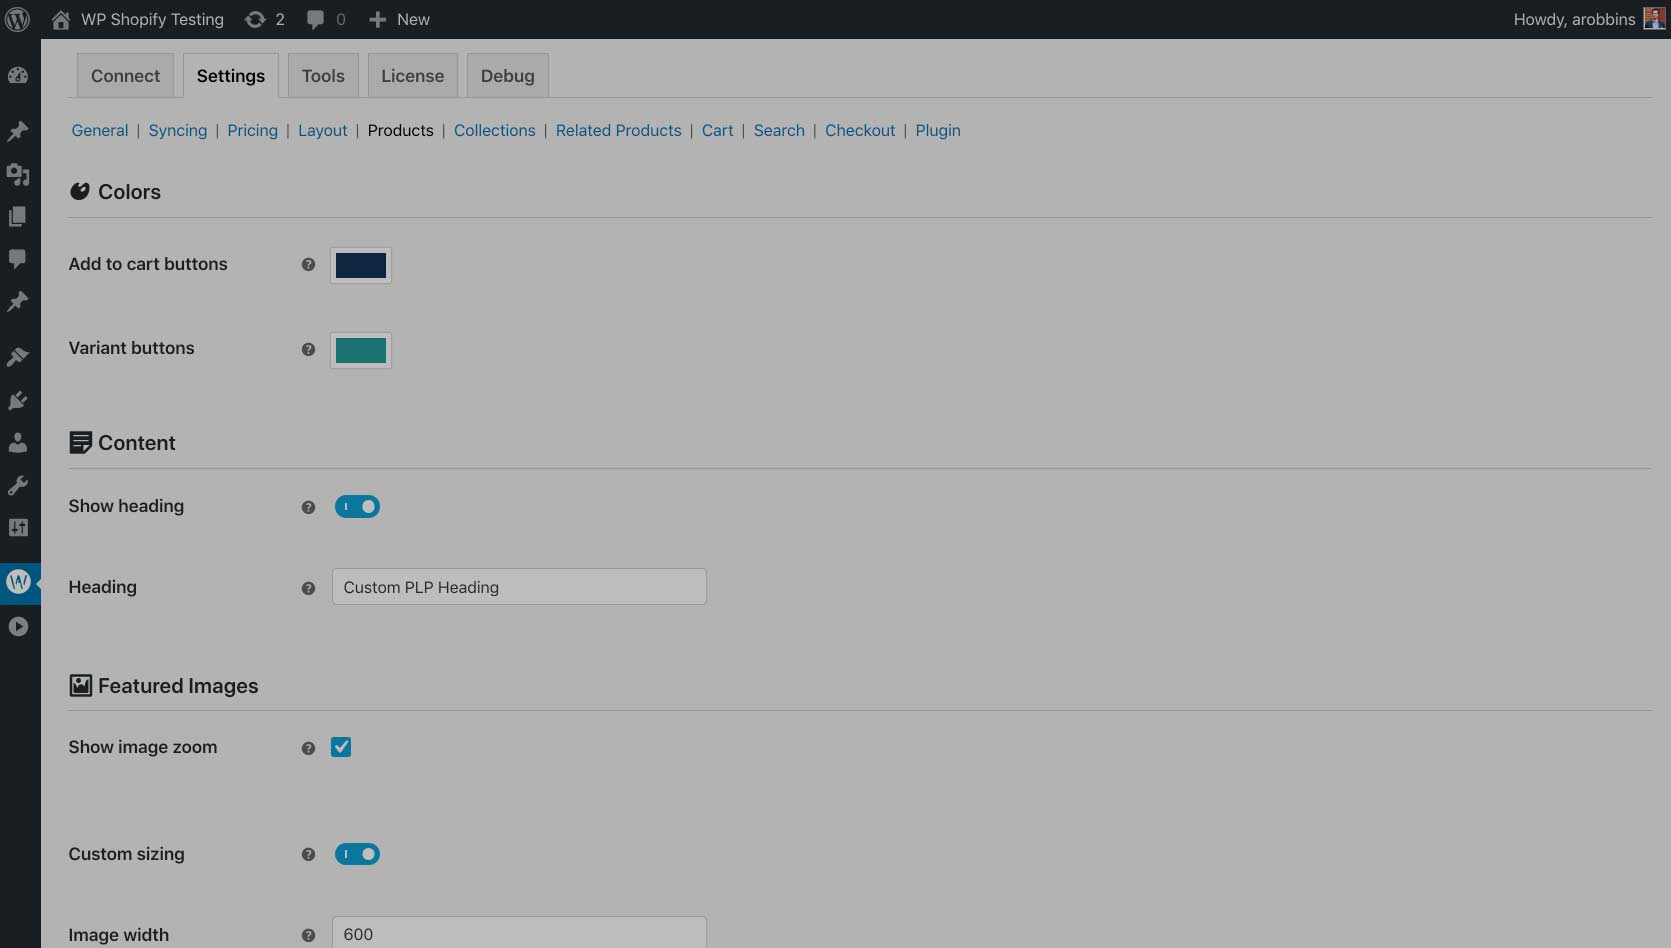 WP Shopify Testing 2 0 New Howdy, arobbins
Connect Settings Tools License Debug
General | Syncing | Pricing | Layout | Products | Collections | Related Products | Cart | Search | Checkout | Plugin
Colors
Add to cart buttons ?
Variant buttons ?
Content
Show heading ?
Heading ? Custom PLP Heading
Featured Images
Show image zoom ?
Custom sizing ?
Image width ? 600